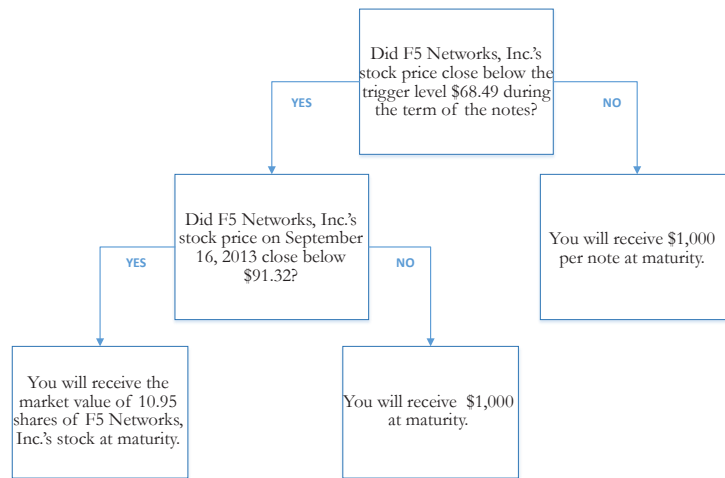 Did F5 Networks, Inc.'s
stock price close below the
trigger level $68.49 during
the term of the notes?
YES
NO
Did F5 Networks, Inc.'s
stock price on September
16, 2013 close below
$91.32?
You will receive $1,000
per note at maturity.
YES
NO
You will receive the
market value of 10.95
shares of F5 Networks,
Inc.'s stock at maturity.
You will receive $1,000
at maturity.